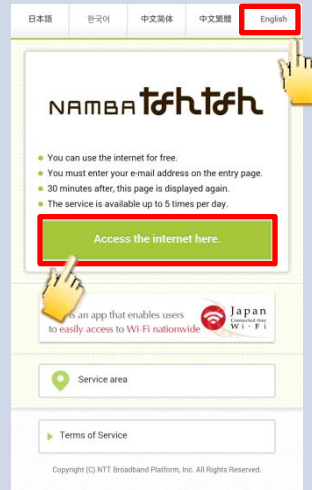 日本語 한국어 中文简体 中文繁體 English
NAMBA なんなん
You can use the internet for free.
You must enter your e-mail address on the entry page.
30 minutes after, this page is displayed again.
The service is available up to 5 times per day.
Access the internet here.
is an app that enables users
to easily access to Wi-Fi nationwide
Japan
Connected-free
Wi-Fi
Service area
Terms of Service
Copyright (C) NTT Broadband Platform, Inc. All Rights Reserved.